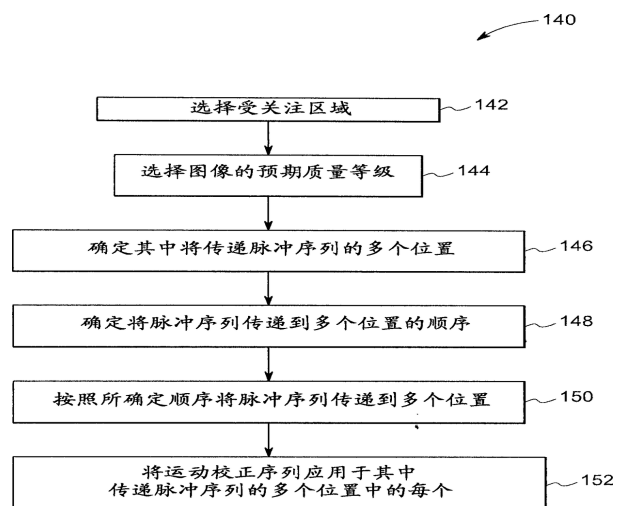 140
选择受关注区域
142
选择图像的预期质量等级
144
确定其中将传递脉冲序列的多个位置
146
确定将脉冲序列传递到多个位置的顺序
148
按照所确定顺序将脉冲序列传递到多个位置
150
将运动校正序列应用于其中
传递脉冲序列的多个位置中的每个
152